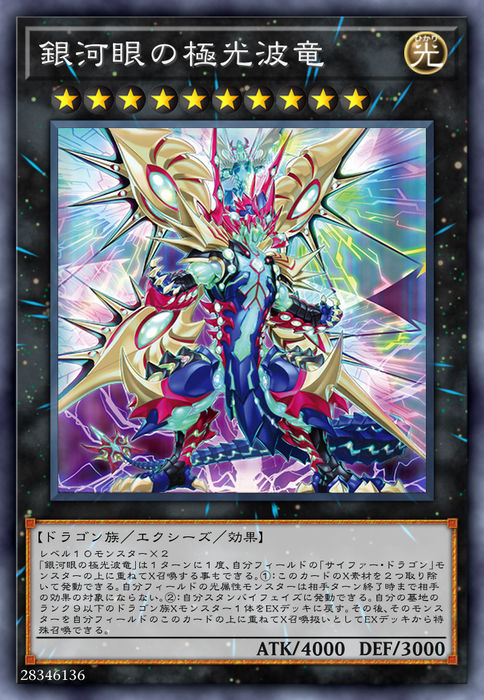 銀河眼の極光波竜
ひかり
光
【ドラゴン族／エクシーズ／効果】
レベル１０モンスター×２
「銀河眼の極光波竜」は１ターンに１度、自分フィールドの「サイファー・ドラゴン」モ
ンスターの上に重ねてX召喚する事もできる。①：このカードのX素材を２つ取り除
いて発動できる。自分フィールドの光属性モンスターは相手ターン終了時まで相手
の効果の対象にならない。②：自分スタンバイフェイズに発動できる。自分の墓地の
ランク９以下のドラゴン族Xモンスター１体をEXデッキに戻す。その後、そのモンス
ターを自分フィールドのこのカードの上に重ねてX召喚扱いとしてEXデッキから特
殊召喚できる。
ATK/4000 DEF/3000
28346136